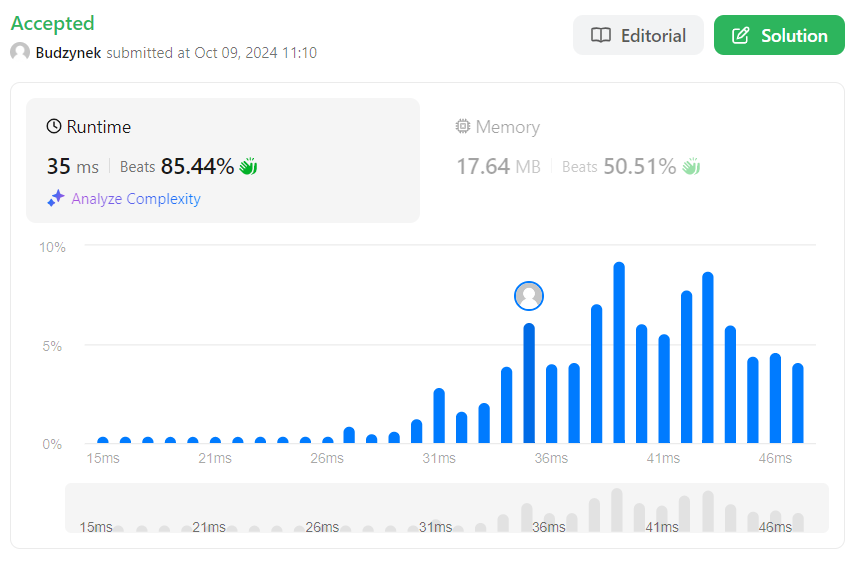 Accepted
Editorial
Solution
Budzynek submitted at Oct 09, 2024 11:10
Runtime
35 ms Beats 85.44%
Analyze Complexity
Memory
17.64 MB Beats 50.51%
10%
5%
0%
15ms 21ms 26ms 31ms 36ms 41ms 46ms
15ms 21ms 26ms 31ms 36ms 41ms 46ms